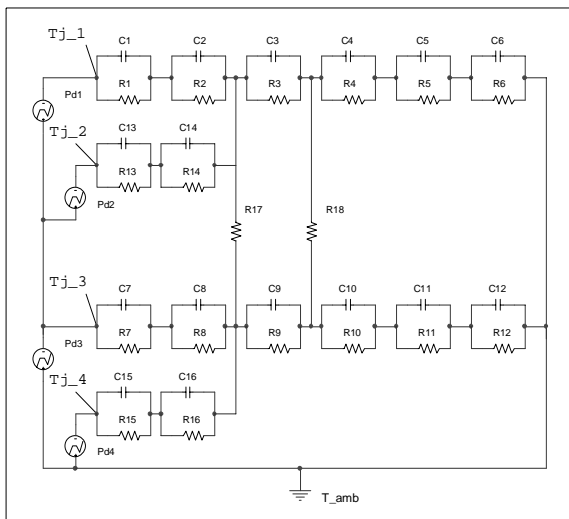 Tj_1
C1 C2 C3 C4 C5 C6
R1 R2 R3 R4 R5 R6
Pd1
Tj_2
C13 C14
R13 R14
Pd2
R17 R18
Tj_3
C7 C8 C9 C10 C11 C12
R7 R8 R9 R10 R11 R12
Pd3
Tj_4
C15 C16
R15 R16
Pd4
T_amb